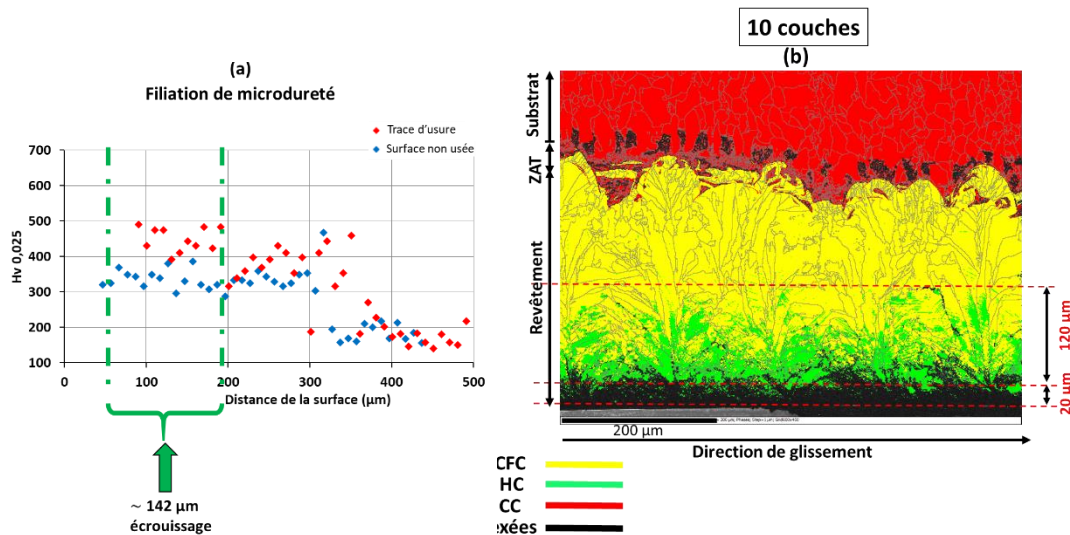 10 couches
(a)
Filiation de microdureté
Trace d'usure
Surface non usée
700
600
500
400
300
200
100
Hv 0,025
0
100
200
300
400
500
Distance de la surface (µm)
~ 142 µm
écrouissage
(b)
Substrat
ZAT
Revêtement
120 µm
20 µm
200 µm
Direction de glissement
CFC
HC
CC
exées